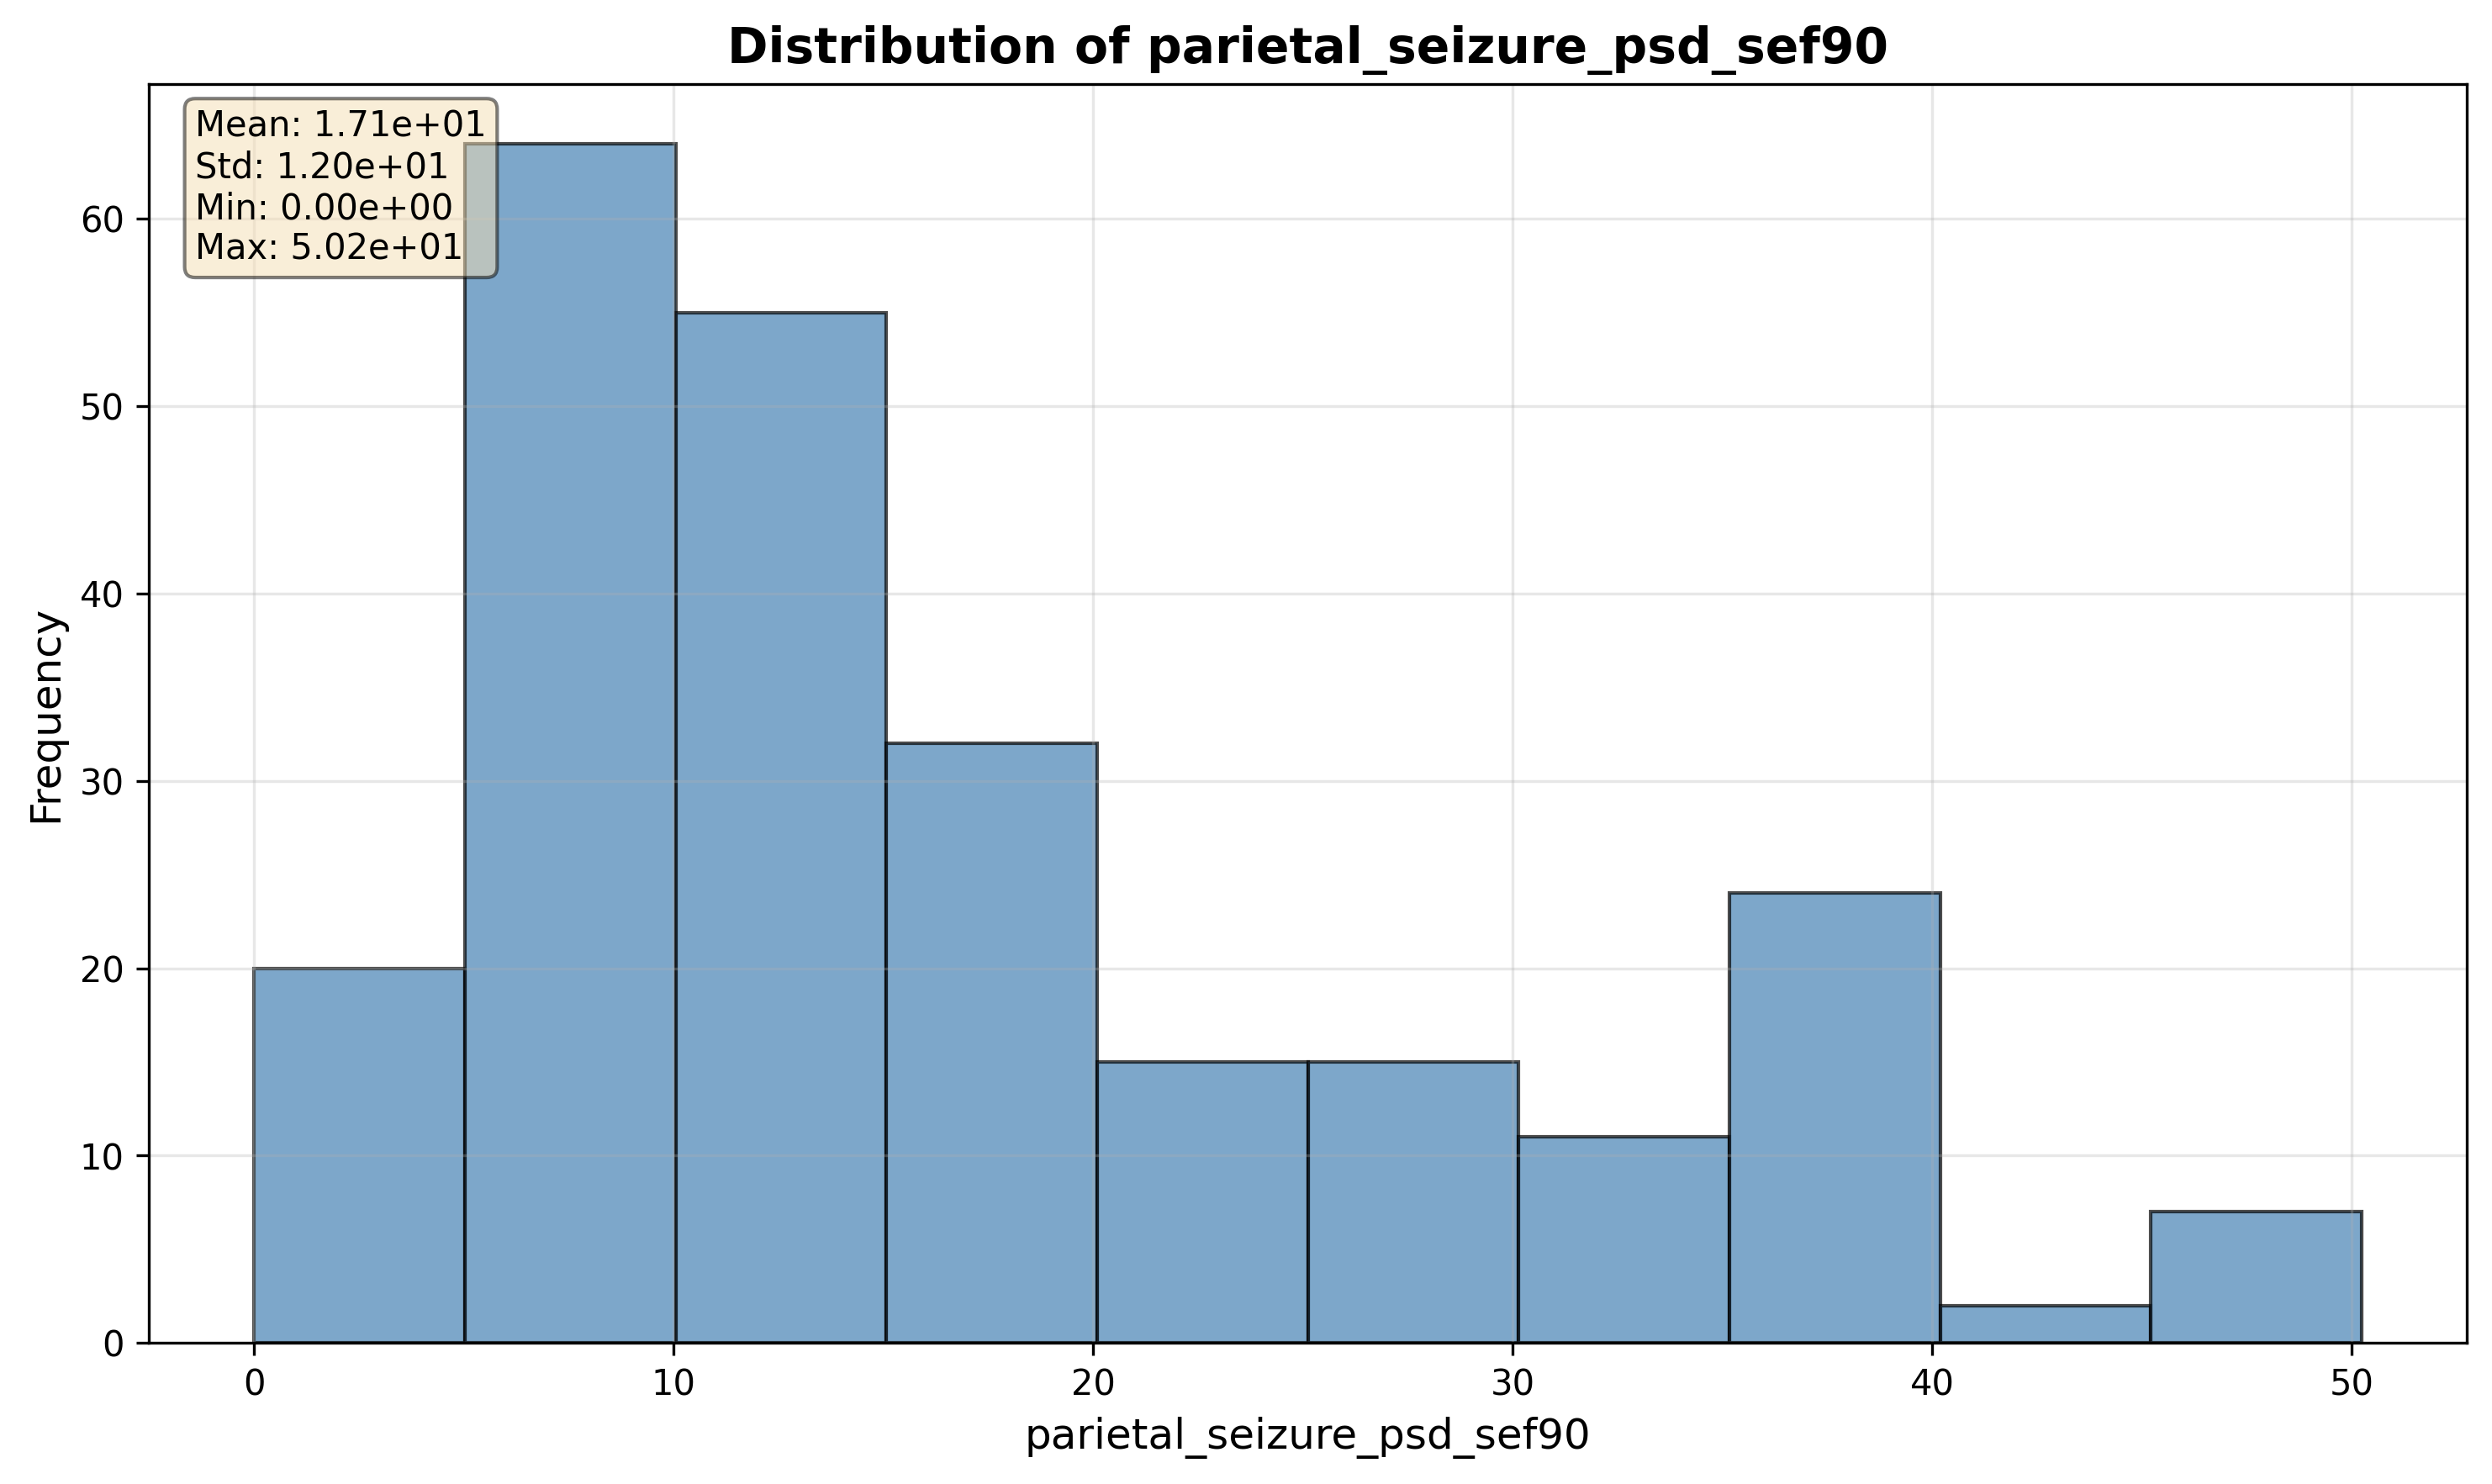 Distribution of parietal_seizure_psd_sef90
Mean: 1.71e+01
Std: 1.20e+01
Min: 0.00e+00
Max: 5.02e+01
Frequency
60
50
40
30
20
10
0
0 10 20 30 40 50
parietal_seizure_psd_sef90